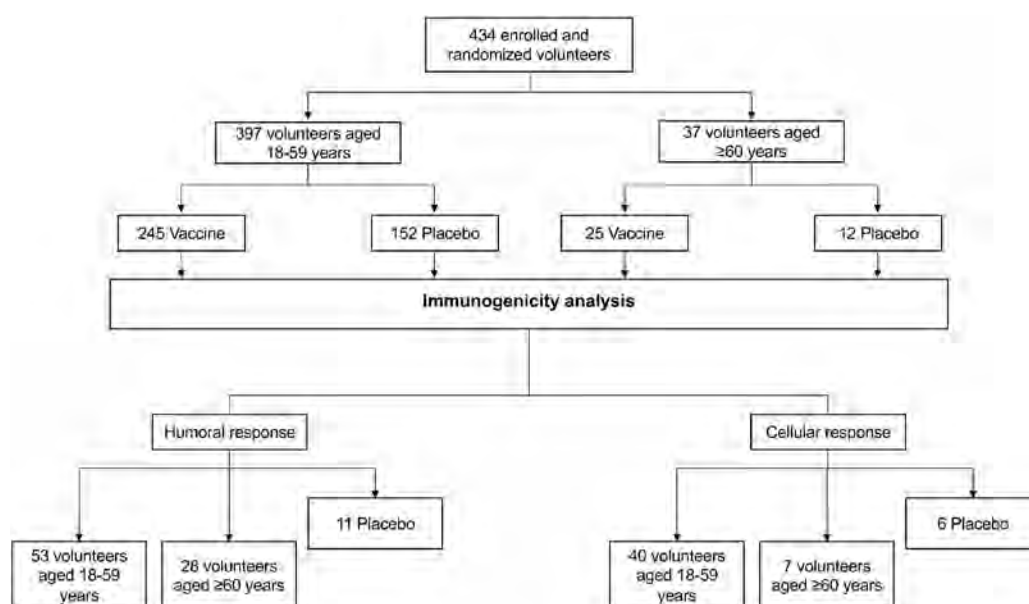 434 enrolled and
randomized volunteers
397 volunteers aged
18-59 years
37 volunteers aged
≥60 years
245 Vaccine
152 Placebo
25 Vaccine
12 Placebo
Immunogenicity analysis
Humoral response
Cellular response
11 Placebo
6 Placebo
53 volunteers
aged 18-59
years
28 volunteers
aged ≥60 years
40 volunteers
aged 18-59
years
7 volunteers
aged ≥60 years